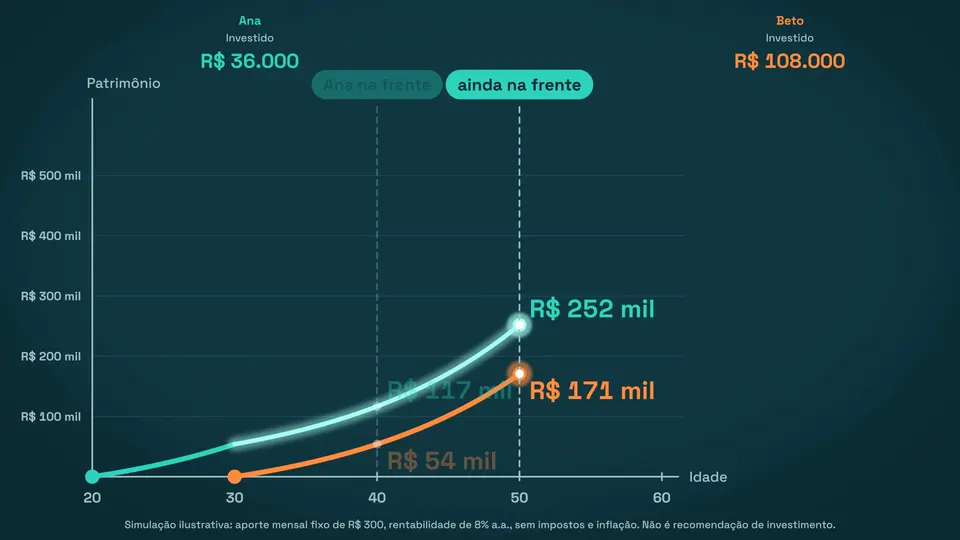 Ana
Investido
R$ 36.000
Beto
Investido
R$ 108.000
Patrimônio
Ana na frente
ainda na frente
R$ 500 mil
R$ 400 mil
R$ 300 mil
R$ 252 mil
R$ 200 mil
R$ 117 mil
R$ 171 mil
R$ 100 mil
R$ 54 mil
Idade
20 30 40 50 60
Simulação ilustrativa: aporte mensal fixo de R$ 300, rentabilidade de 8% a.a., sem impostos e inflação. Não é recomendação de investimento.